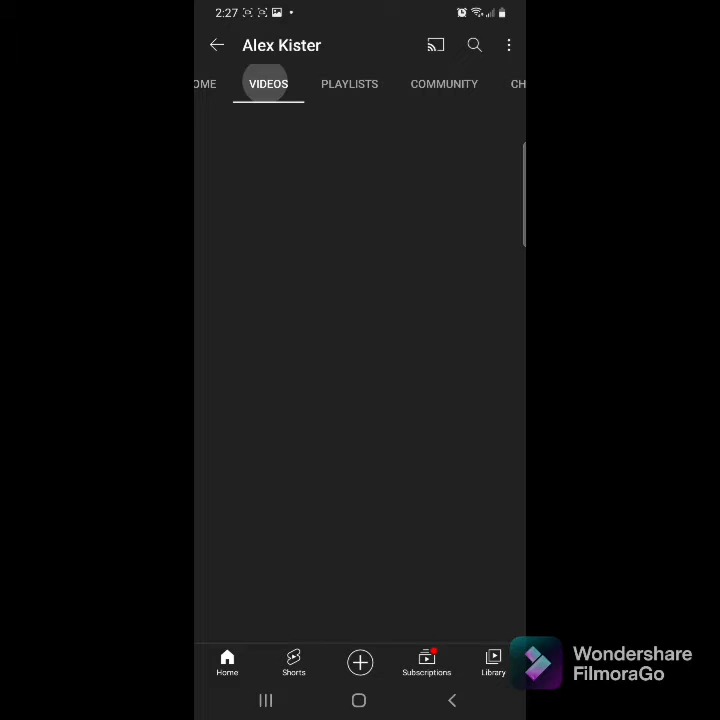 2:27
Alex Kister
OME VIDEOS PLAYLISTS COMMUNITY CH
Home Shorts Subscriptions Library
Wondershare
FilmoraGo